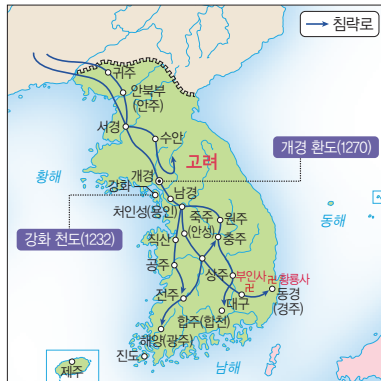 침략로
귀주
안북부
(안주)
서경
수안
고려
개경 환도(1270)
황해
개경
강화
남경
처인성(용인)
죽주
(안성)
원주
충주
동해
강화 천도(1232)
직산
공주
상주
부인사
卍
卍
황룡사
동경
(경주)
전주
대구
합주(합천)
해양(광주)
진도
남해
제주